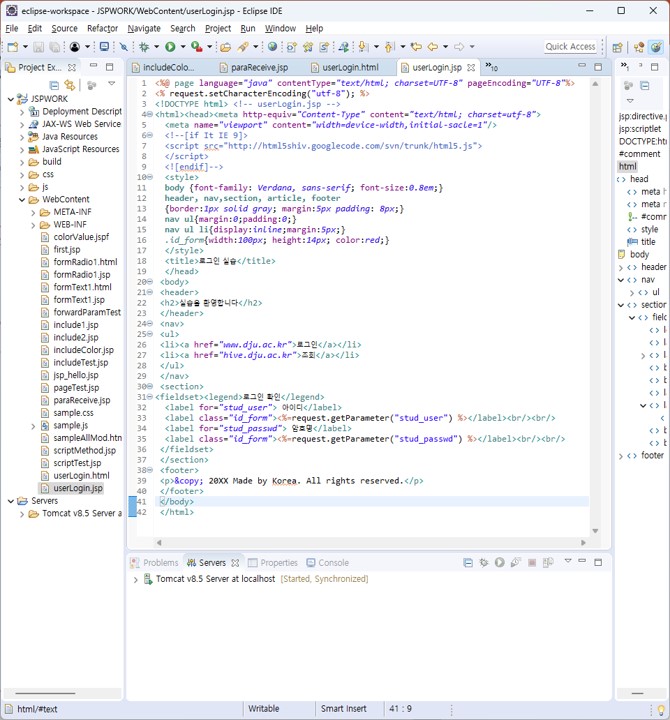 eclipse-workspace - JSPWORK/WebContent/userLogin.jsp - Eclipse IDE
File Edit Source Refactor Navigate Search Project Run Window Help
Quick Access
Project Ex...
JSPWORK
Deployment Descript
JAX-WS Web Service
Java Resources
JavaScript Resources
build
css
js
WebContent
META-INF
WEB-INF
colorValue.jspf
first.jsp
formRadio1.html
formRadio1.jsp
formText1.html
formText1.jsp
forwardParamTest
include1.jsp
include2.jsp
includeColor.jsp
includeTest.jsp
jsp_hello.jsp
pageTest.jsp
paraReceive.jsp
sample.css
sample.js
sampleAllMod.htn
scriptMethod.jsp
scriptTest.jsp
userLogin.html
userLogin.jsp
Servers
Tomcat v8.5 Server a
includeColo... paraReceive.jsp userLogin.html userLogin.jsp »10
1 <%@ page language="java" contentType="text/html; charset=UTF-8" pageEncoding="UTF-8"%>
2 <% request.setCharacterEncoding("utf-8"); %>
3 <!DOCTYPE html> <!-- userLogin.jsp -->
4 <html><head><meta http-equiv="Content-Type" content="text/html; charset=utf-8">
5 <meta name="viewport" content="width=device-width,initial-sacle=1"/>
6 <!--[if It IE 9]>
7 <script src="http://html5shiv.googlecode.com/svn/trunk/html5.js">
8 </script>
9 <![endif]-->
10 <style>
11 body {font-family: Verdana, sans-serif; font-size:0.8em;}
12 header, nav,section, article, footer
13 {border:1px solid gray; margin:5px padding: 8px;}
14 nav ul{margin:0;padding:0;}
15 nav ul li{display:inline;margin:5px;}
16 .id_form{width:100px; height:14px; color:red;}
17 </style>
18 <title>로그인 실습</title>
19 </head>
20 <body>
21 <header>
22 <h2>실습을 환영합니다</h2>
23 </header>
24 <nav>
25 <ul>
26 <li><a href="www.dju.ac.kr">로그인</a></li>
27 <li><a href="hive.dju.ac.kr">조회</a></li>
28 </ul>
29 </nav>
30 <section>
31 <fieldset><legend>로그인 확인</legend>
32 <label for="stud_user"> 아이디</label>
33 <label class="id_form"><%=request.getParameter("stud_user") %></label><br/><br/>
34 <label for="stud_passwd"> 암호명</label>
35 <label class="id_form"><%=request.getParameter("stud_passwd") %></label><br/><br/>
36 </fieldset>
37 </section>
38 <footer>
39 <p>&copy; 20XX Made by Korea. All rights reserved.</p>
40 </footer>
41 </body>
42 </html>
jsp:directive.
jsp:scriptlet
DOCTYPE:ht
#comment
html
head
meta h
meta r
#comr
style
title
body
header
nav
ul
section
field
l
l
l
b
b
l
b
b
footer
Problems Servers Properties Console
Tomcat v8.5 Server at localhost [Started, Synchronized]
html/#text Writable Smart Insert 41 : 9